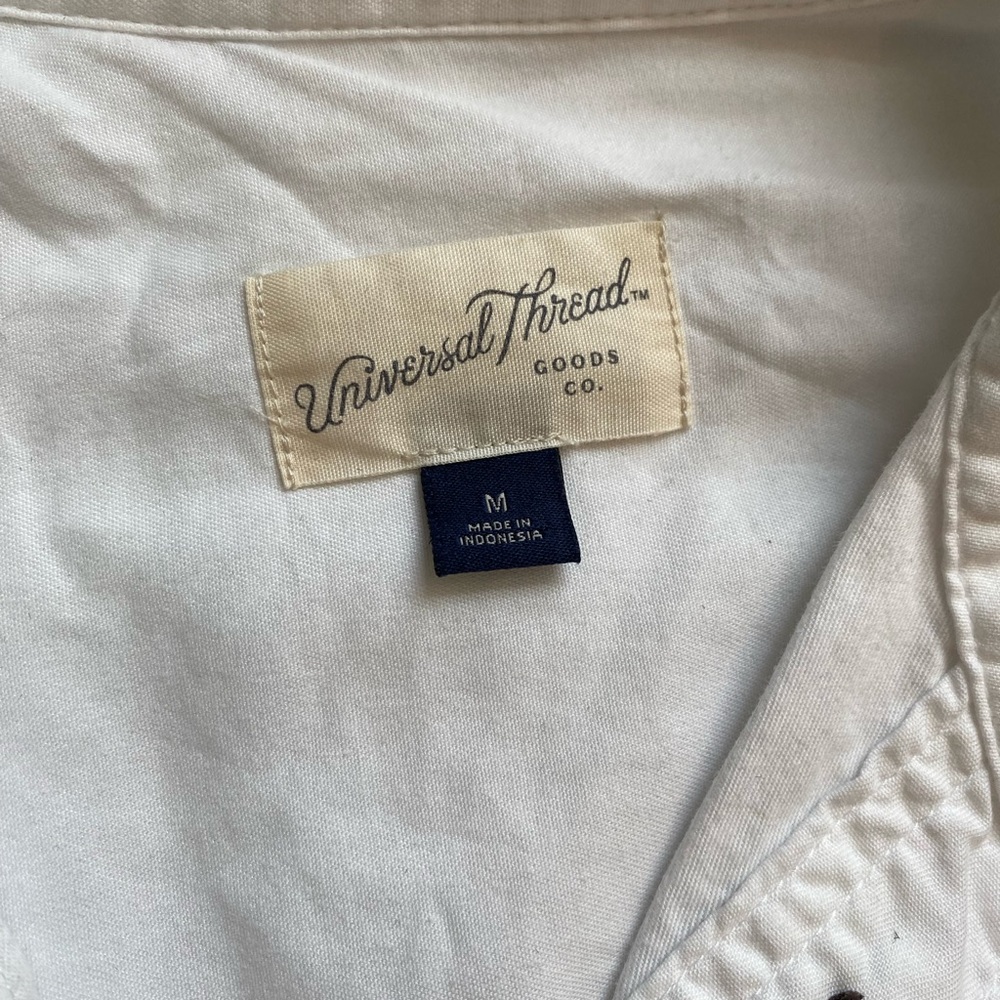 Universal Thread™
GOODS
CO.
M
MADE IN
INDONESIA